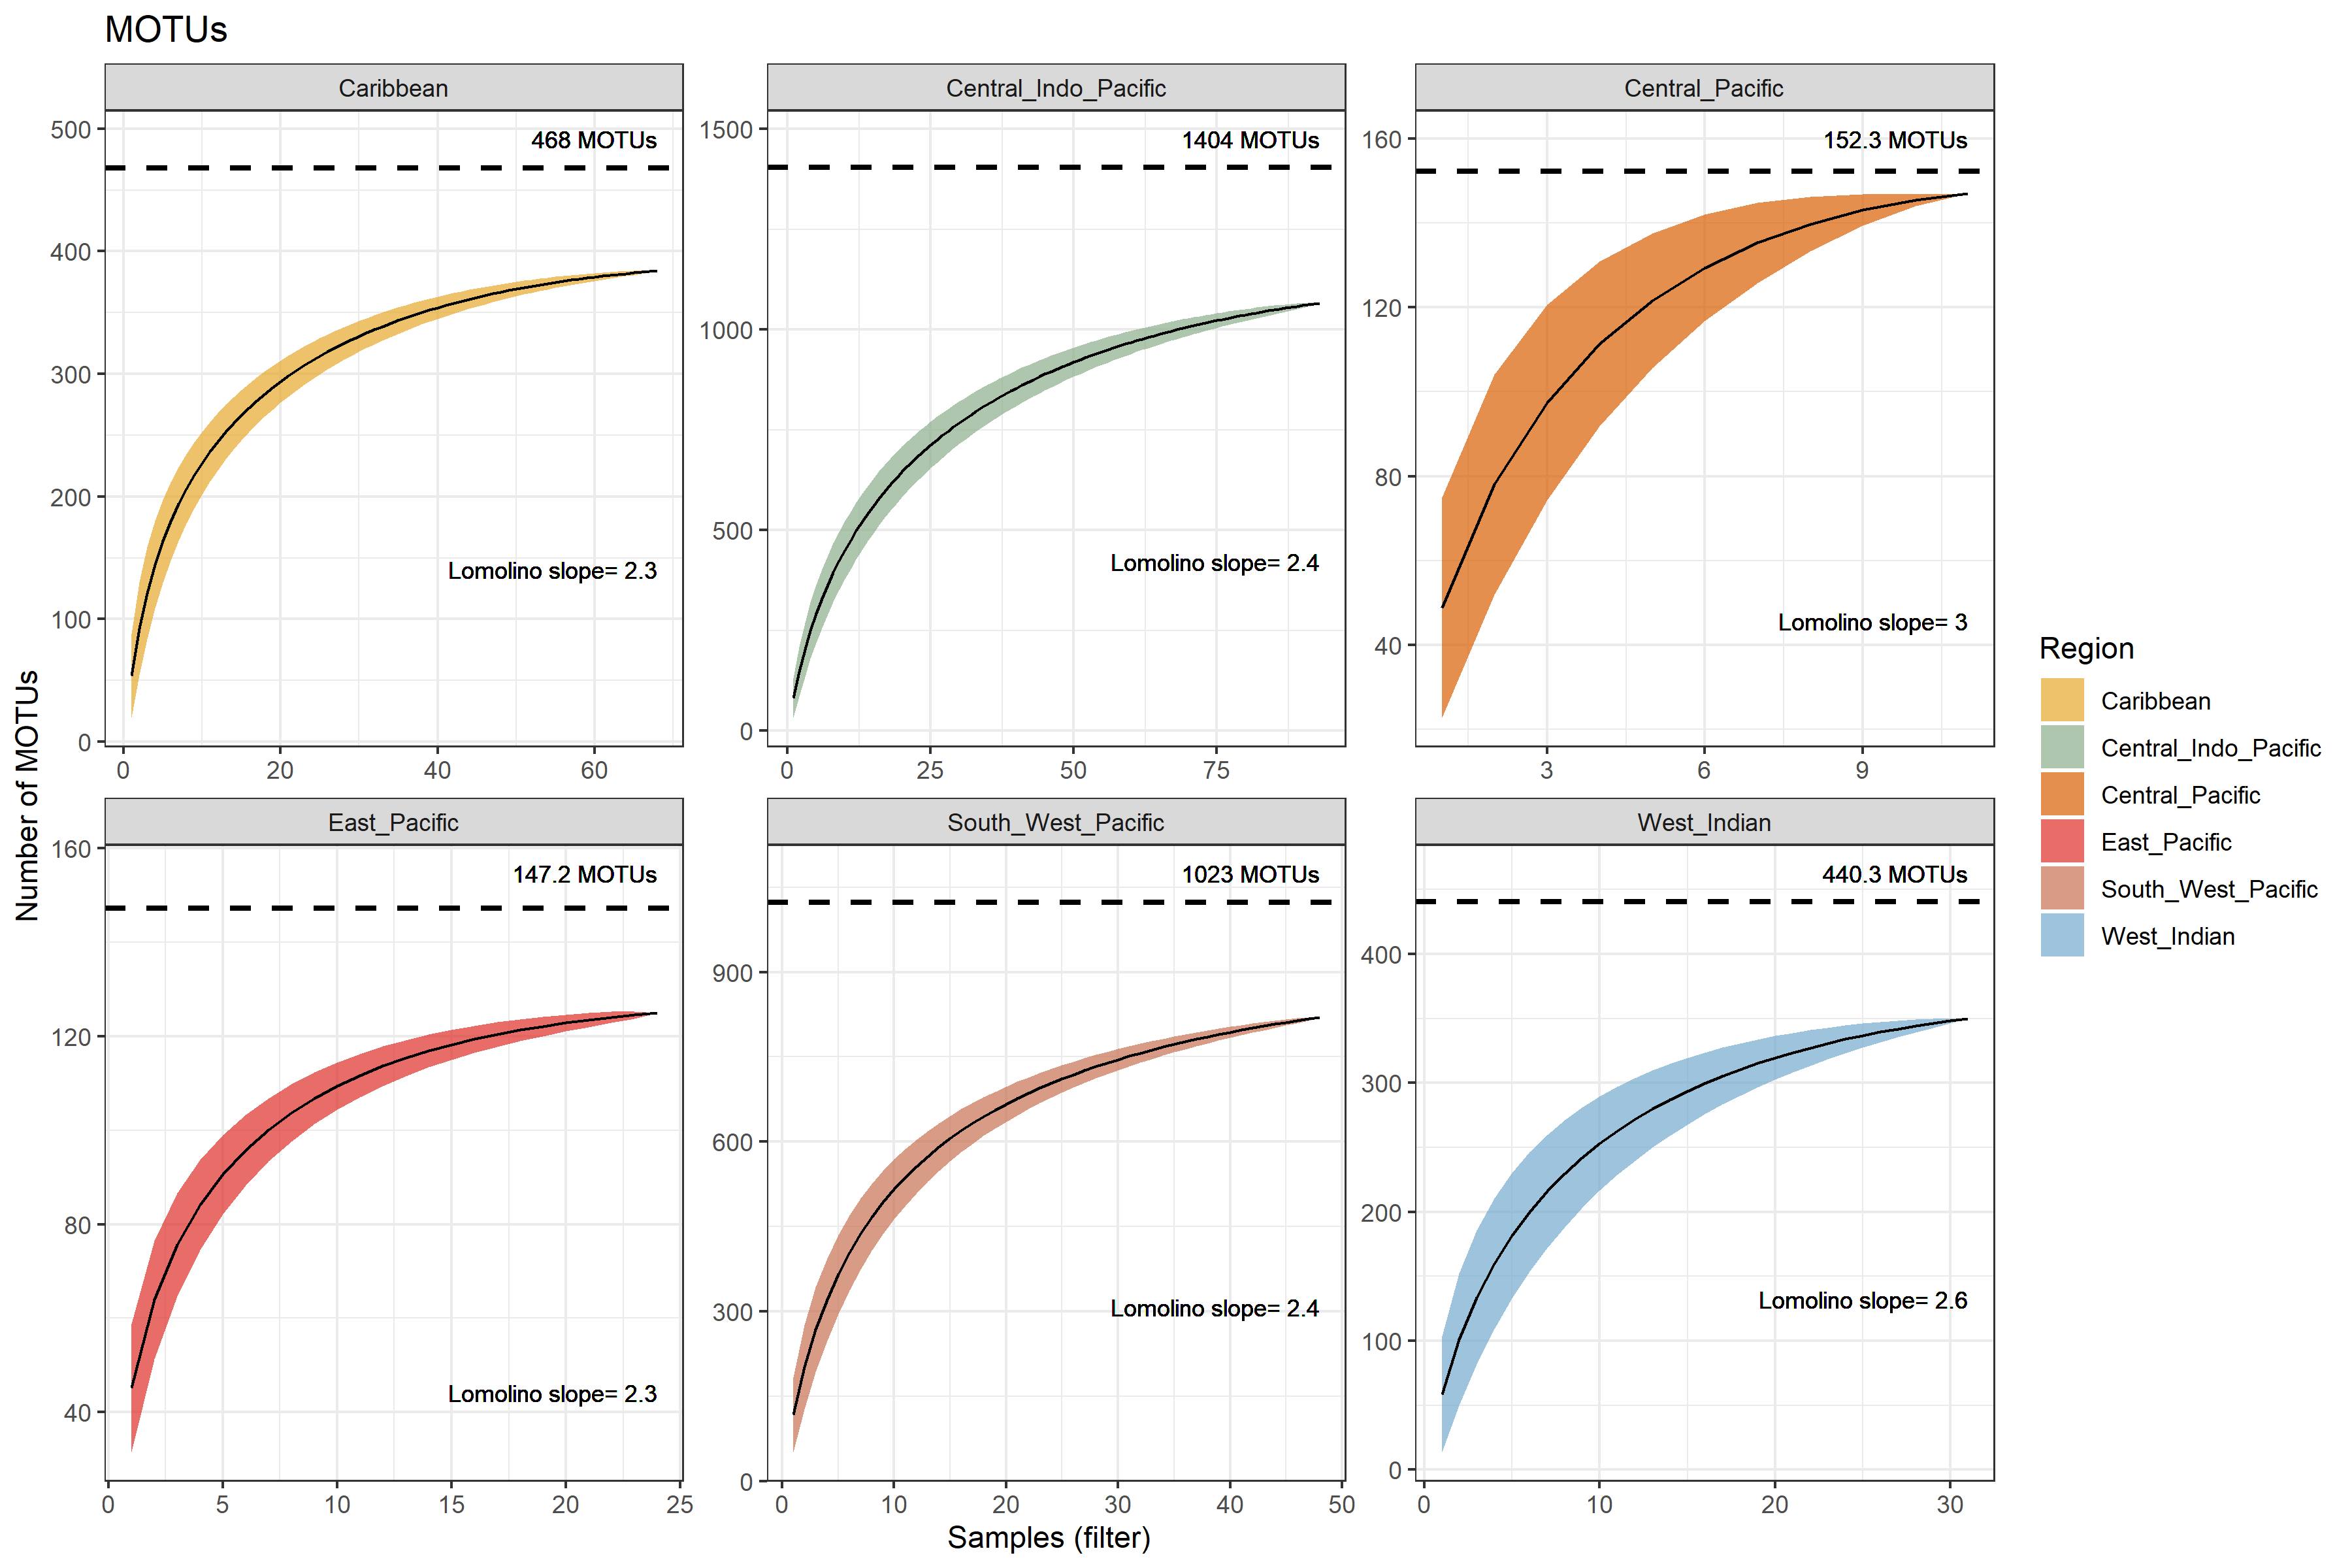 MOTUs
Number of MOTUs
Caribbean
500
400
300
200
100
0
468 MOTUs
Lomolino slope= 2.3
0 20 40 60
Central_Indo_Pacific
1500
1000
500
0
1404 MOTUs
Lomolino slope= 2.4
0 25 50 75
Central_Pacific
160
120
80
40
152.3 MOTUs
Lomolino slope= 3
3 6 9
East_Pacific
160
120
80
40
147.2 MOTUs
Lomolino slope= 2.3
0 5 10 15 20 25
South_West_Pacific
900
600
300
0
1023 MOTUs
Lomolino slope= 2.4
0 10 20 30 40 50
West_Indian
400
300
200
100
0
440.3 MOTUs
Lomolino slope= 2.6
0 10 20 30
Samples (filter)
Region
Caribbean
Central_Indo_Pacific
Central_Pacific
East_Pacific
South_West_Pacific
West_Indian